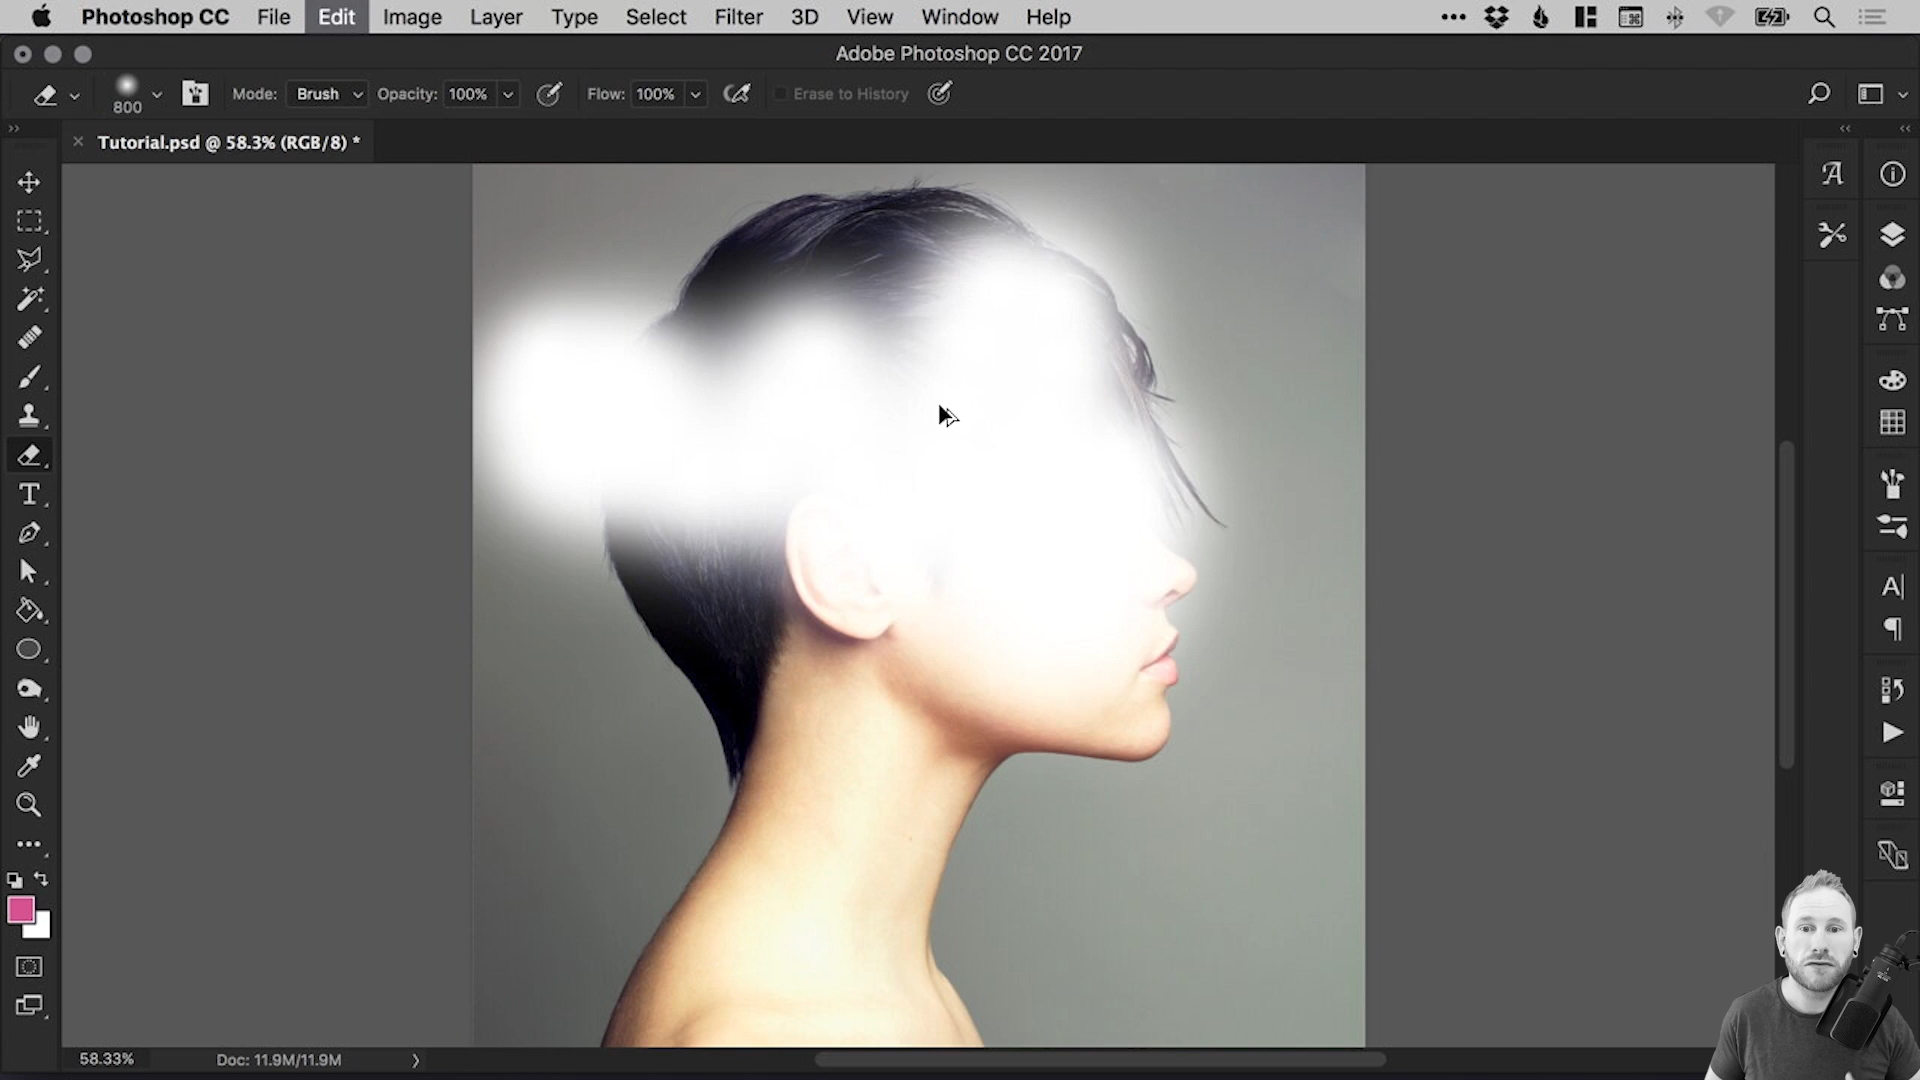 Photoshop CC File Edit Image Layer Type Select Filter 3D View Window Help
Adobe Photoshop CC 2017
800 Mode: Brush Opacity: 100% Flow: 100% Erase to History
Tutorial.psd @ 58.3% (RGB/8) *
58.33% Doc: 11.9M/11.9M